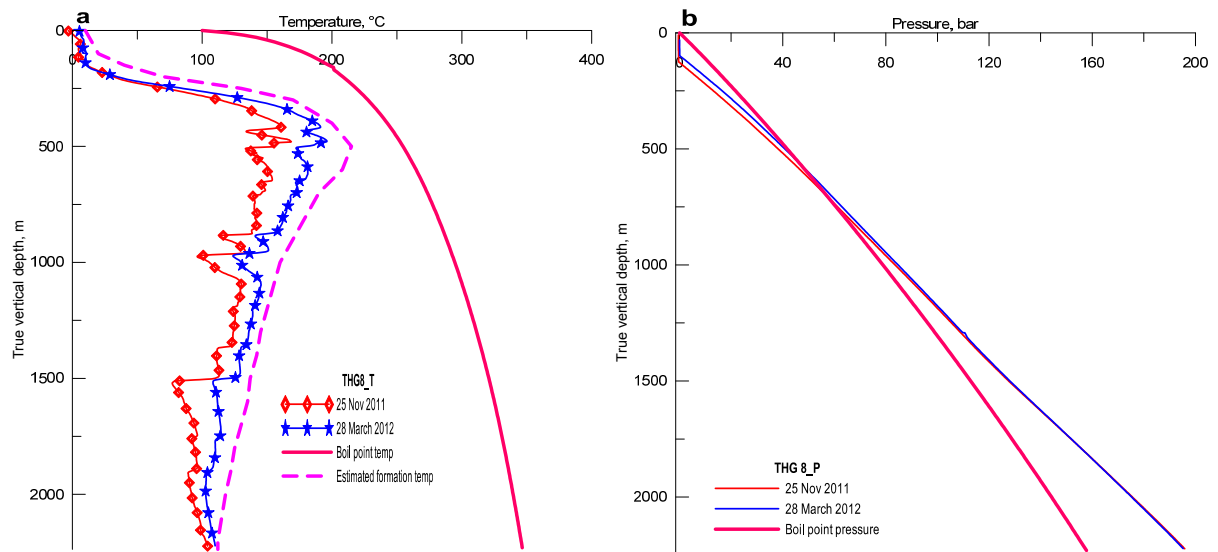 a
Temperature, °C
0
100
200
300
400
0
500
1000
1500
2000
True vertical depth, m
THG8_T
25 Nov 2011
28 March 2012
Boil point temp
Estimated formation temp
b
Pressure, bar
0
40
80
120
160
200
0
500
1000
1500
2000
True vertical depth, m
THG 8_P
25 Nov 2011
28 March 2012
Boil point pressure